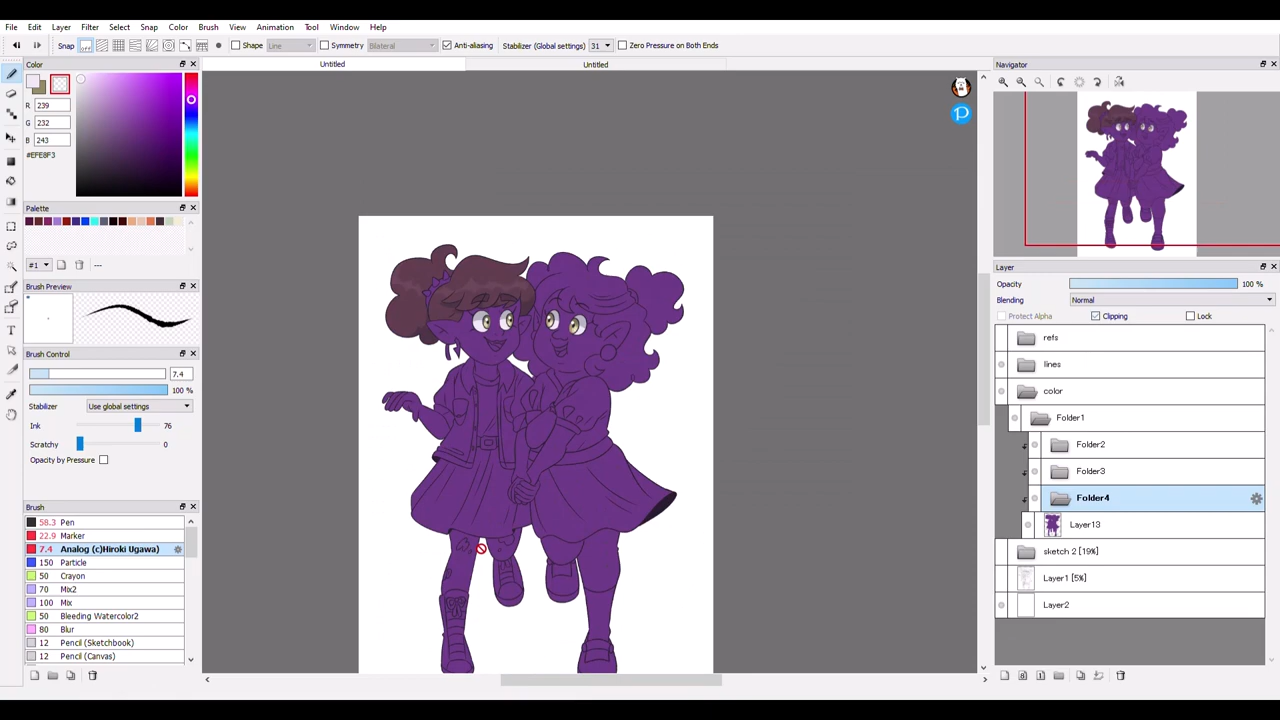 File Edit Layer Filter Select Snap Color Brush View Animation Tool Window Help
Snap Shape Line Symmetry Bilateral Anti-aliasing Stabilizer (Global settings) 31 Zero Pressure on Both Ends
Color
Untitled
Untitled
Navigator
R 239
G 232
B 243
#EFE8F3
Palette
#1 ---
Brush Preview
Brush Control
7.4
100 %
Stabilizer Use global settings
Ink 76
Scratchy 0
Opacity by Pressure
Brush
58.3 Pen
22.9 Marker
7.4 Analog (c)Hiroki Ugawa)
150 Particle
50 Crayon
70 Mix2
100 Mix
50 Bleeding Watercolor2
80 Blur
12 Pencil (Sketchbook)
12 Pencil (Canvas)
Layer
Opacity 100 %
Blending Normal
Protect Alpha Clipping Lock
refs
lines
color
Folder1
Folder2
Folder3
Folder4
Layer13
sketch 2 [19%]
Layer1 [5%]
Layer2